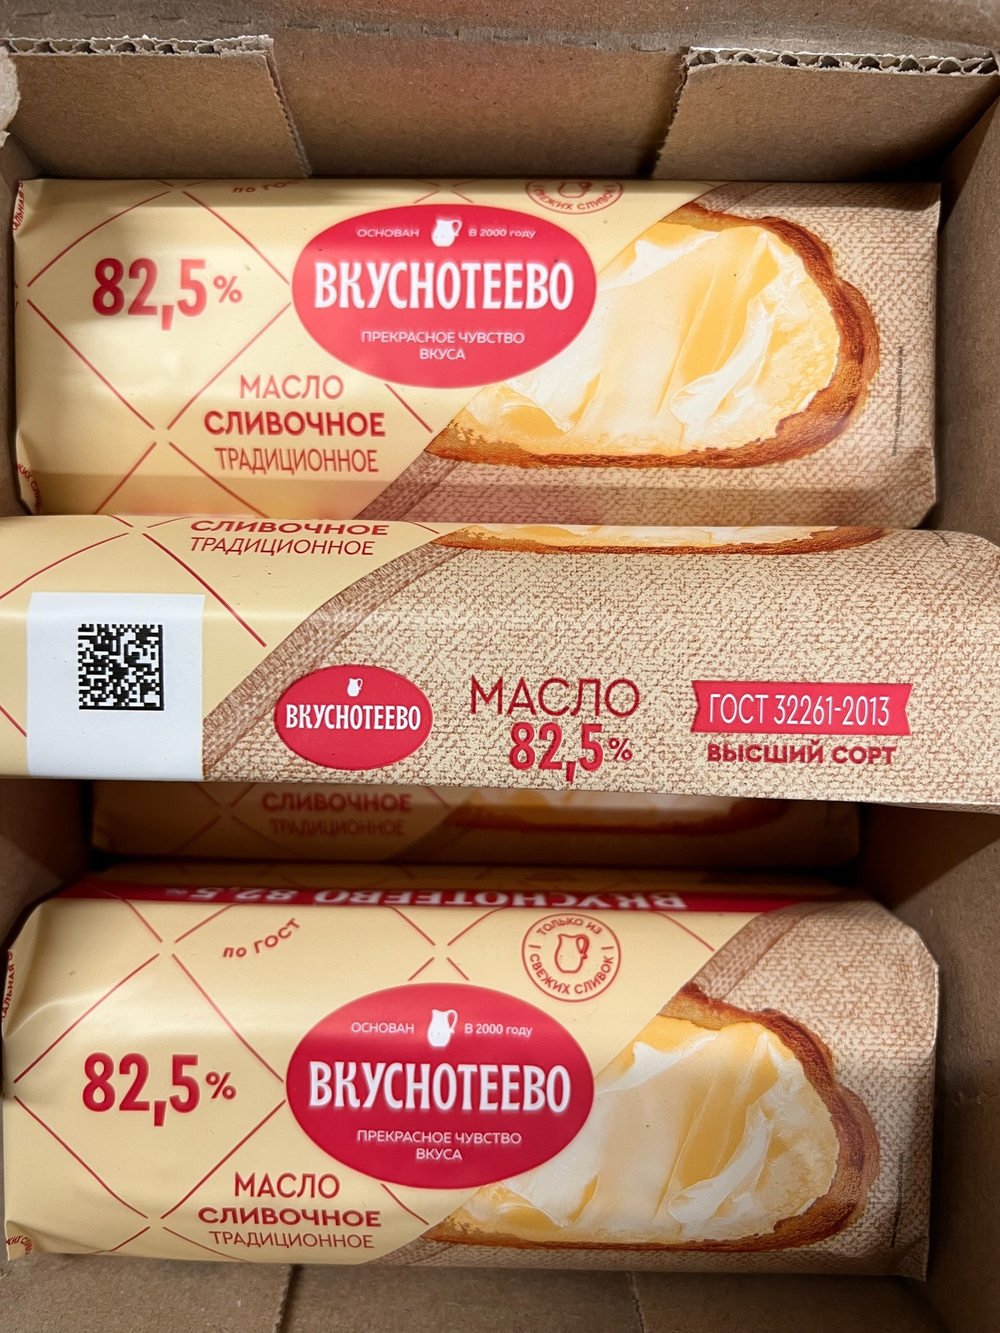 по ГОС
СВЕЖИХ СЛИВОК
ОСНОВАН В 2000 году
82,5%
ВКУСНОТЕЕВО
ПРЕКРАСНОЕ ЧУВСТВО
ВКУСА
МАСЛО
СЛИВОЧНОЕ
ТРАДИЦИОННОЕ
СЛИВОЧНОЕ
ТРАДИЦИОННОЕ
ВКУСНОТЕЕВО
МАСЛО
82,5%
ГОСТ 32261-2013
ВЫСШИЙ СОРТ
СЛИВОЧНОЕ
ТРАДИЦИОННОЕ
ВКУСНОТЕЕВО 82,5%
по ГОСТ
ТОЛЬКО ИЗ
СВЕЖИХ СЛИВОК
ОСНОВАН В 2000 году
82,5%
ВКУСНОТЕЕВО
ПРЕКРАСНОЕ ЧУВСТВО
ВКУСА
МАСЛО
СЛИВОЧНОЕ
ТРАДИЦИОННОЕ